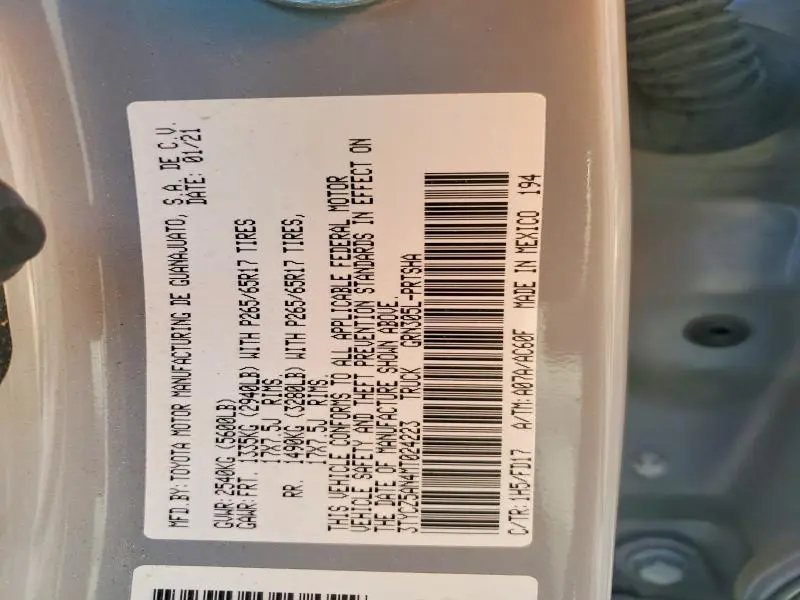 MFD.BY:TOYOTA MOTOR MANUFACTURING DE GUANAJUATO, S.A. DE C.V.
DATE: 01/21
GVWR:2540KG (5600LB)
GAWR:FRT. 1335KG (2940LB) WITH P265/65R17 TIRES
17X7.5J RIMS
RR. 1490KG (3280LB) WITH P265/65R17 TIRES,
17X7.5J RIMS.
THIS VEHICLE CONFORMS TO ALL APPLICABLE FEDERAL MOTOR
VEHICLE SAFETY AND THEFT PREVENTION STANDARDS IN EFFECT ON
THE DATE OF MANUFACTURE SHOWN ABOVE.
3TYCZ5AN4MT024223 TRUCK GRN305L-PRTSHA
C/TR:1H5/FD17 A/TM:A07A/AC60F MADE IN MEXICO 194